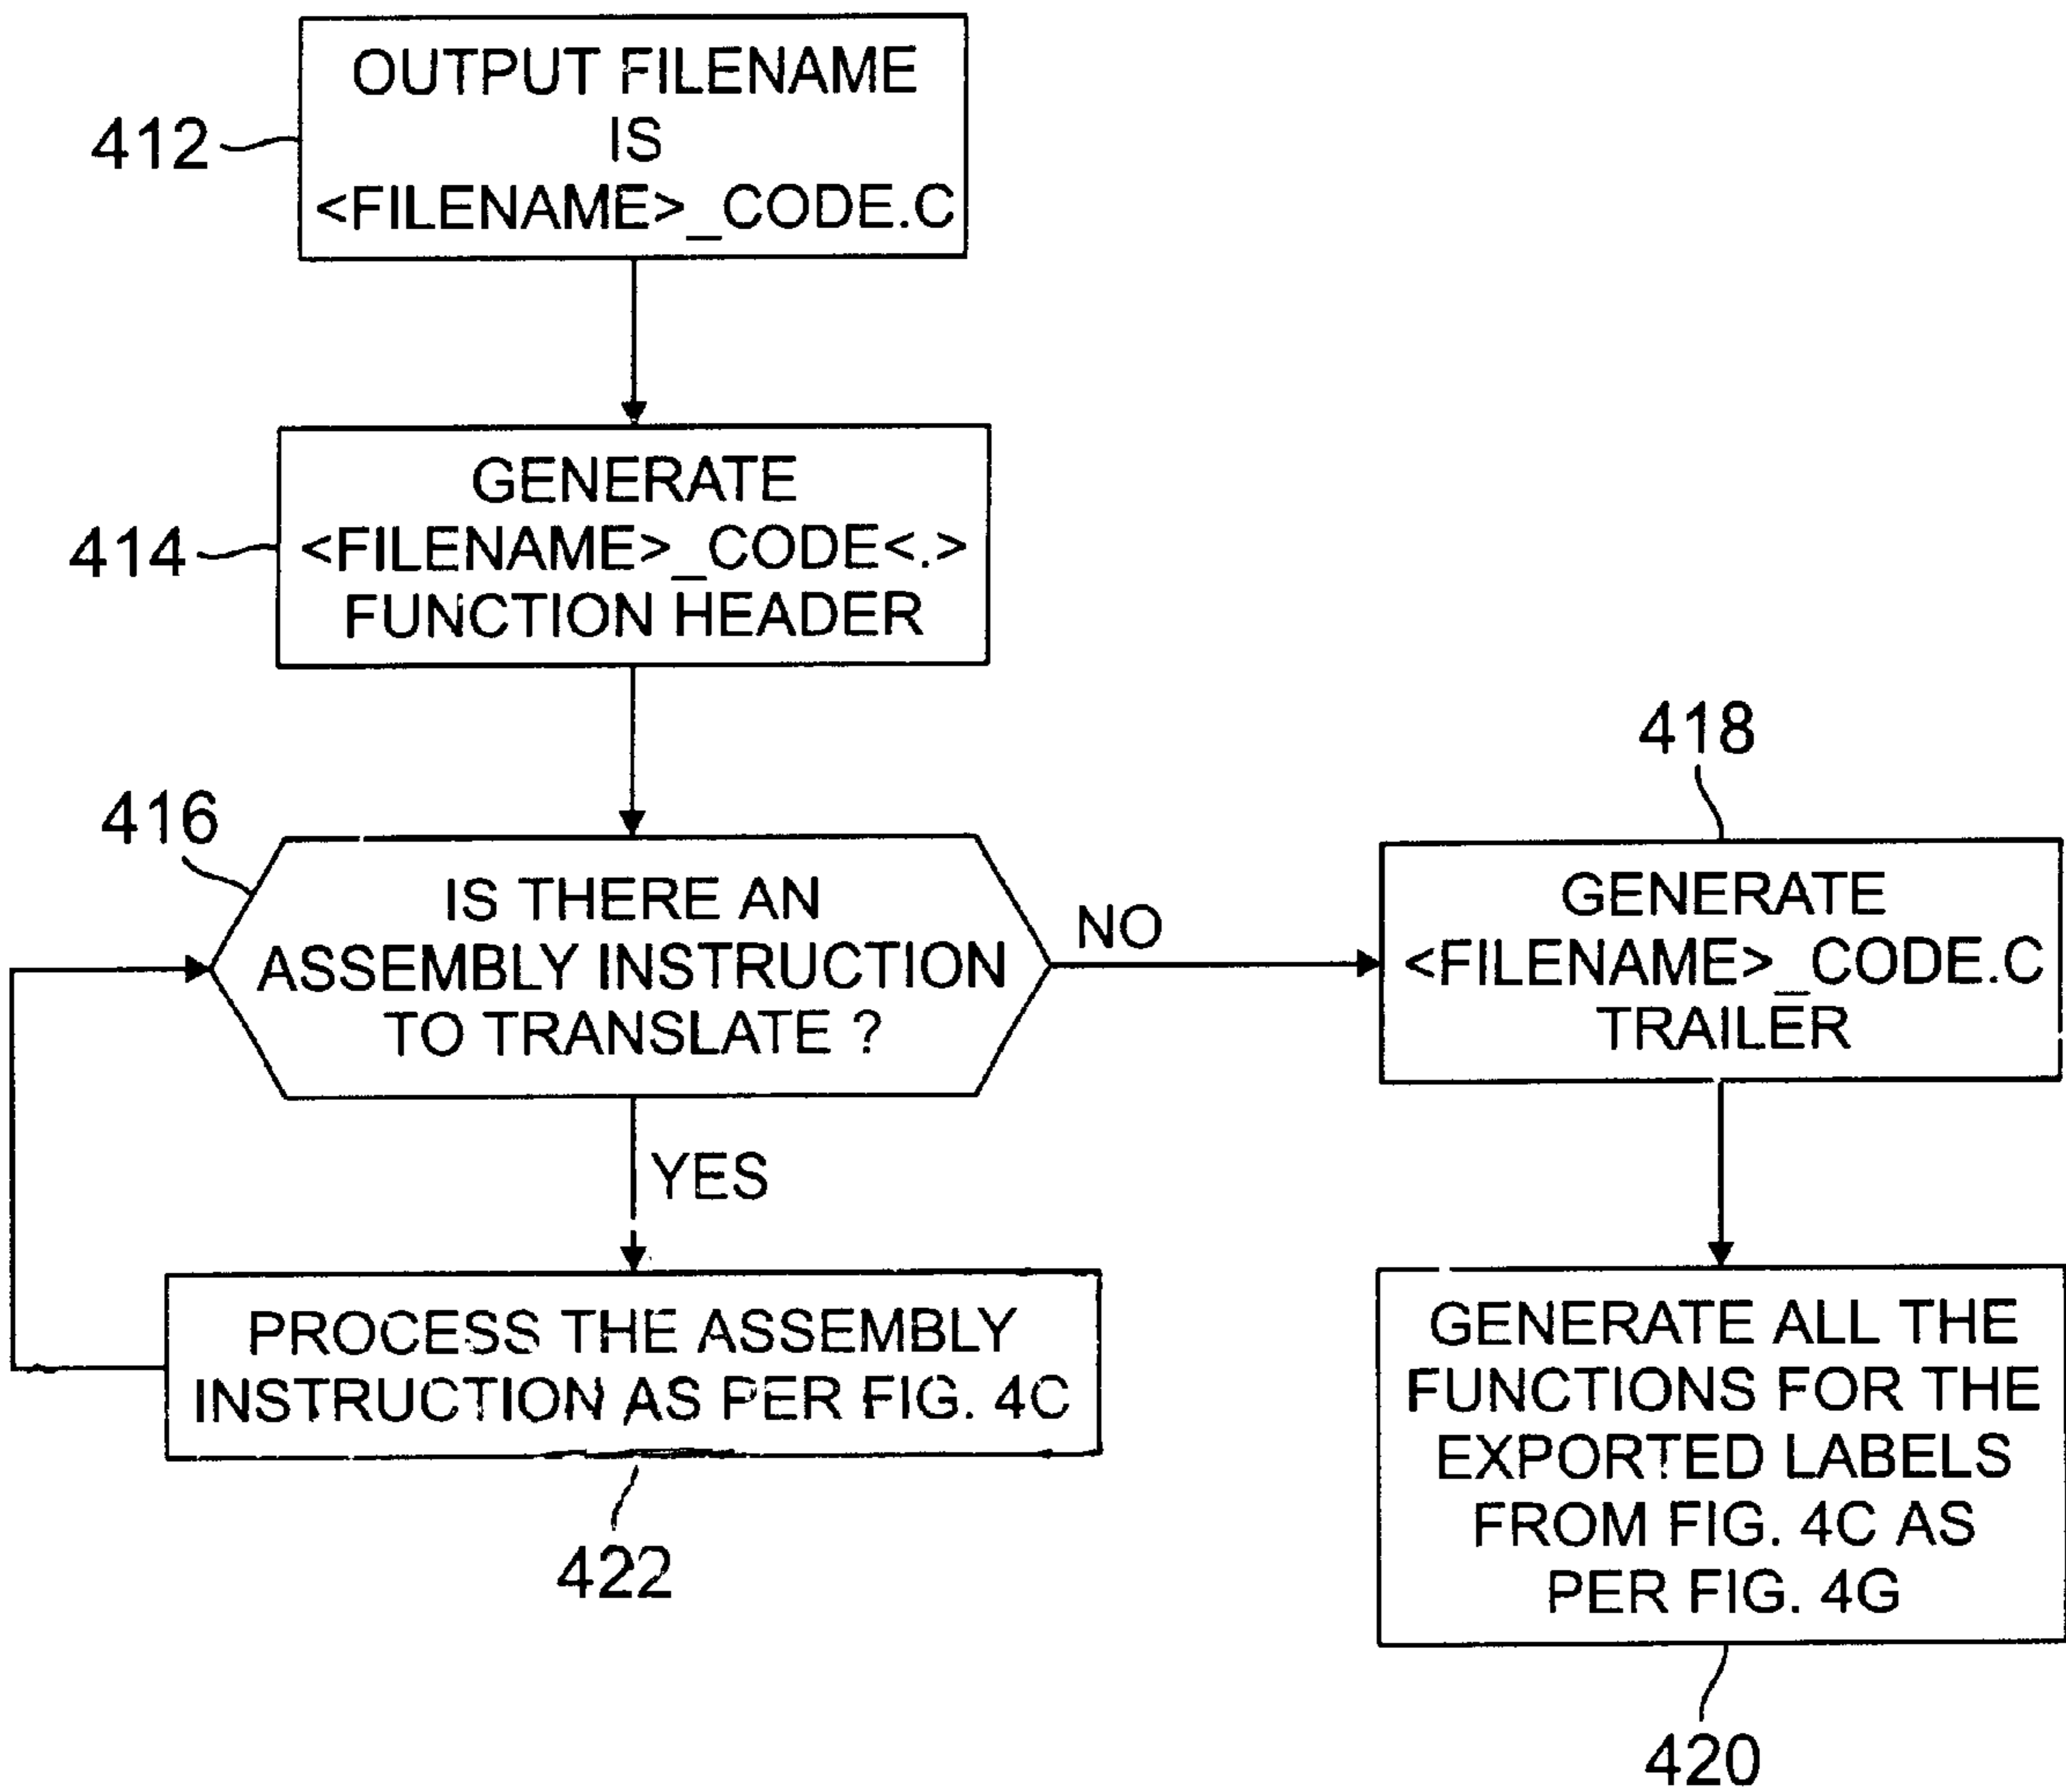 OUTPUT FILENAME
IS
<FILENAME>_CODE.C
412
GENERATE
<FILENAME>_CODE<.>
FUNCTION HEADER
414
416
IS THERE AN
ASSEMBLY INSTRUCTION
TO TRANSLATE ?
NO
YES
418
GENERATE
<FILENAME>_CODE.C
TRAILER
PROCESS THE ASSEMBLY
INSTRUCTION AS PER FIG. 4C
422
GENERATE ALL THE
FUNCTIONS FOR THE
EXPORTED LABELS
FROM FIG. 4C AS
PER FIG. 4G
420